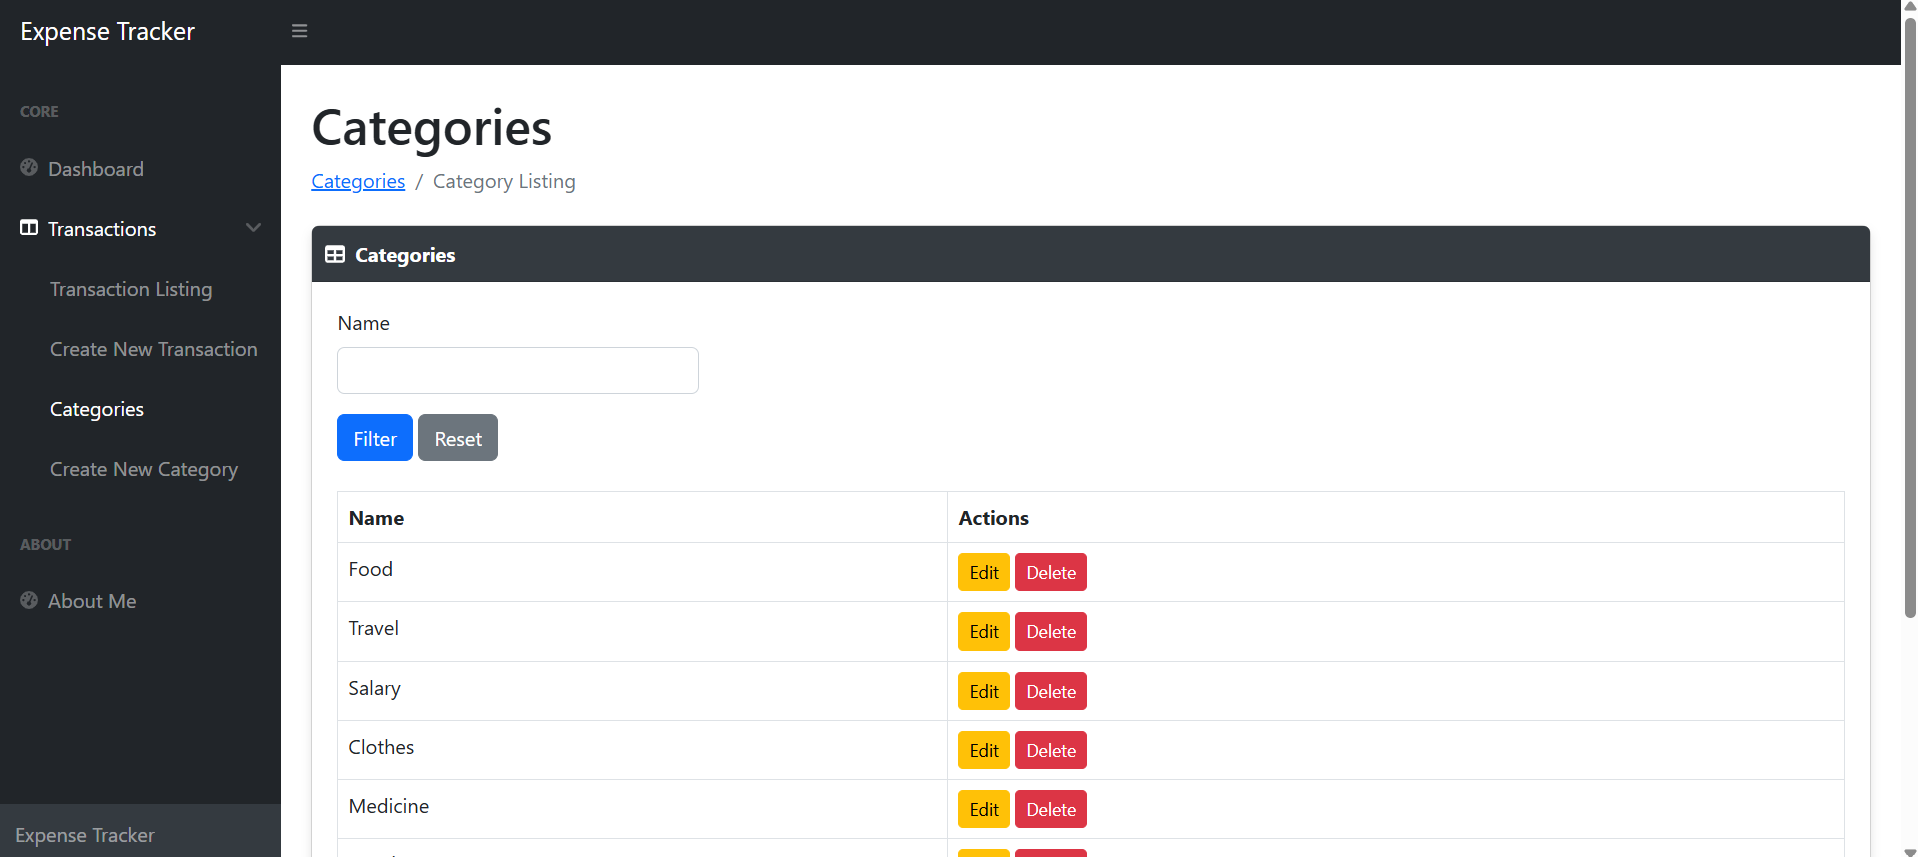 Expense Tracker
CORE
Dashboard
Transactions
Transaction Listing
Create New Transaction
Categories
Create New Category
ABOUT
About Me
Expense Tracker
Categories
Categories / Category Listing
Categories
Name
Filter Reset
Name Actions
Food Edit Delete
Travel Edit Delete
Salary Edit Delete
Clothes Edit Delete
Medicine Edit Delete